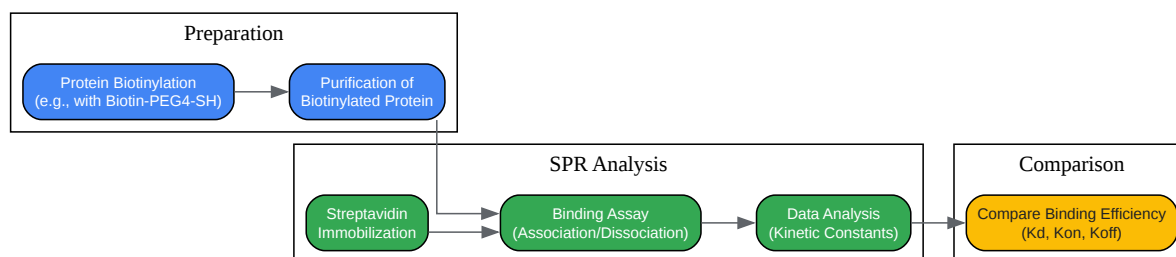 Preparation
Protein Biotinylation
(e.g., with Biotin-PEG4-SH)
Purification of
Biotinylated Protein
SPR Analysis
Streptavidin
Immobilization
Binding Assay
(Association/Dissociation)
Data Analysis
(Kinetic Constants)
Comparison
Compare Binding Efficiency
(Kd, Kon, Koff)